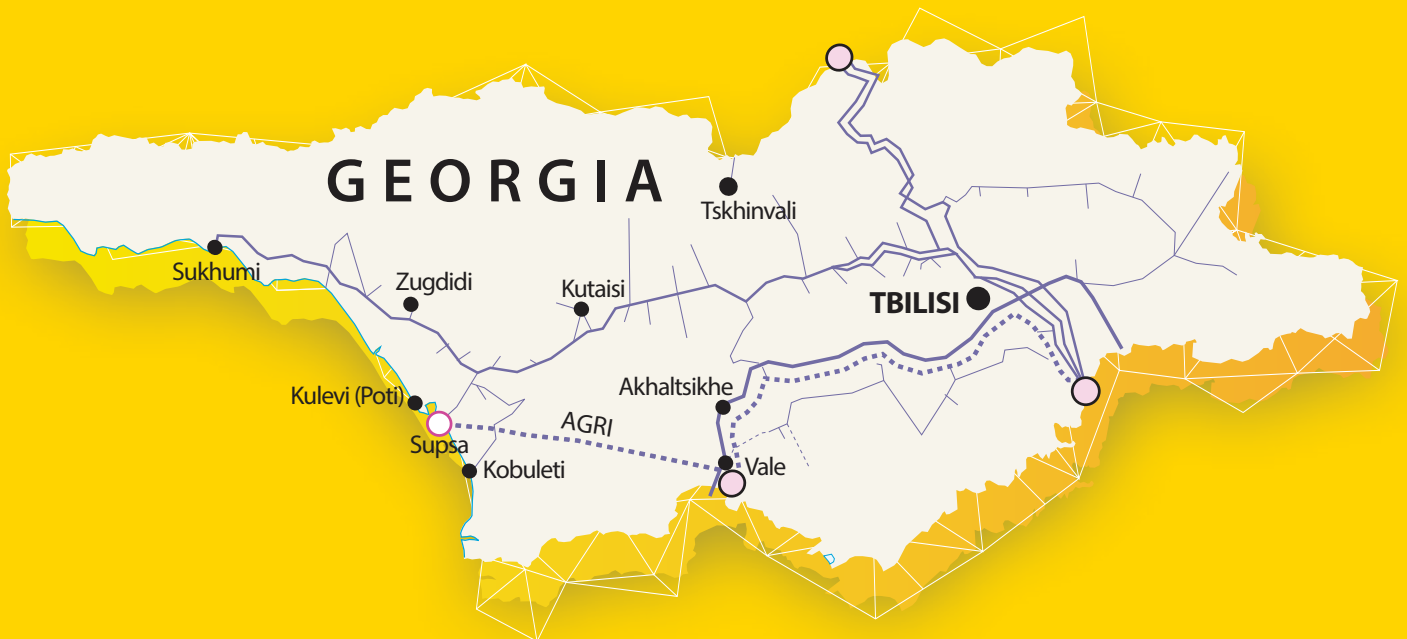 GEORGIA
Tskhinvali
Sukhumi
Zugdidi
Kutaisi
TBILISI
Kulevi (Poti)
Akhaltsikhe
AGRI
Supsa
Kobuleti
Vale